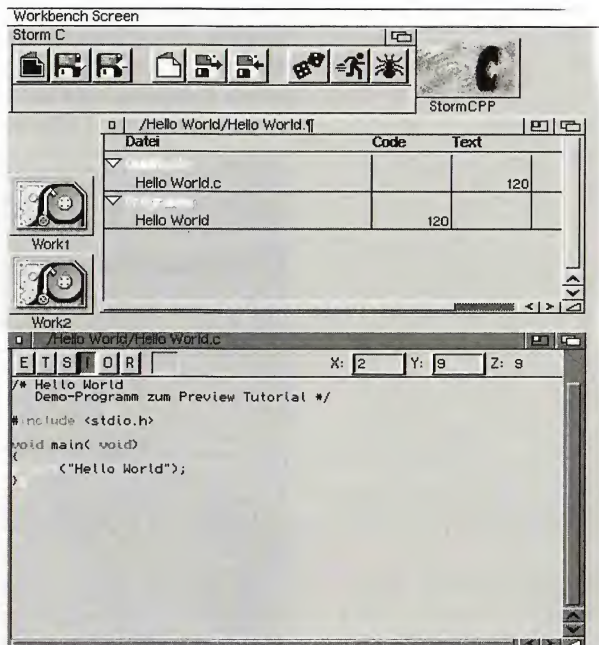 Workbench Screen
Storm C
StormCPP
/Hello World/Hello World.¶
Datei Code Text
Hello World.c 120
Hello World 120
Work1
Work2
/Hello World/Hello World.c
E T S I O R X: 2 Y: 9 Z: 9
/* Hello World
Demo-Programm zum Preview Tutorial */
#include <stdio.h>
void main( void)
{
("Hello World");
}